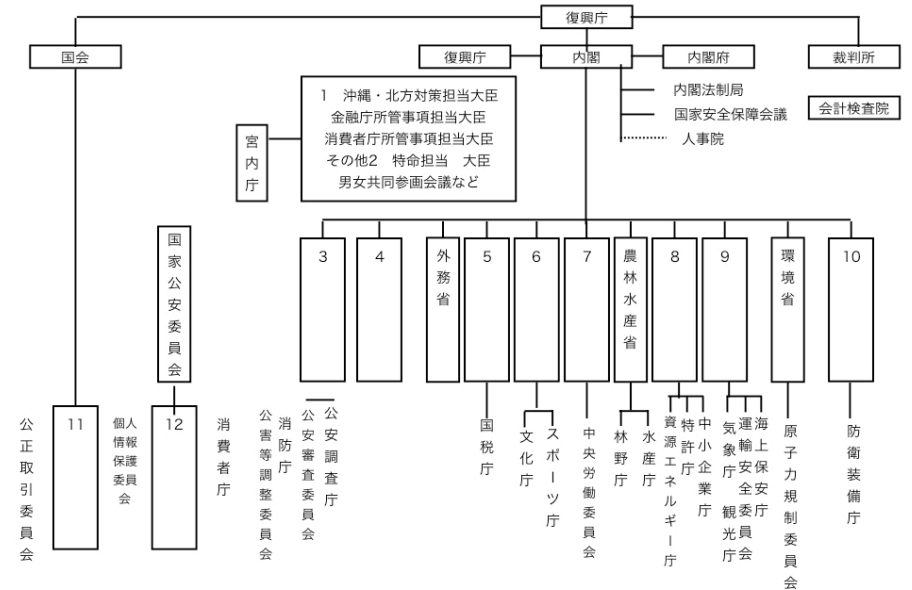 復興庁
国会
復興庁
内閣
内閣府
裁判所
内閣法制局
国家安全保障会議
人事院
会計検査院
宮内庁
1 沖縄・北方対策担当大臣
金融庁所管事項担当大臣
消費者庁所管事項担当大臣
その他2 特命担当 大臣
男女共同参画会議など
国家公安委員会
3
4
外務省
5
6
7
農林水産省
8
9
環境省
10
公正取引委員会
11
個人情報保護委員会
12
消費者庁
公害等調整委員会
消防庁
公安審査委員会
公安調査庁
国税庁
文化庁
スポーツ庁
中央労働委員会
林野庁
水産庁
資源エネルギー庁
特許庁
中小企業庁
気象庁
観光庁
運輸安全委員会
海上保安庁
原子力規制委員会
防衛装備庁